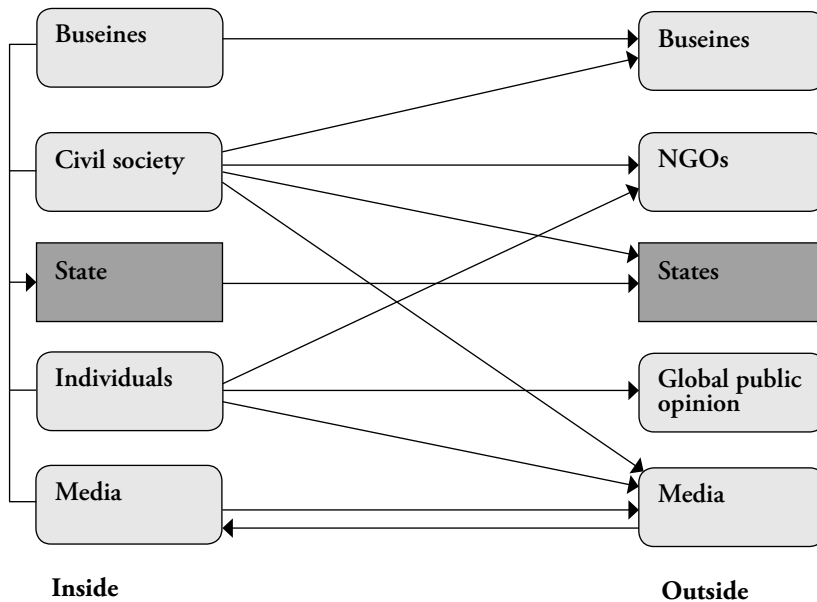 Buseines
Buseines
Civil society
NGOs
State
States
Individuals
Global public
opinion
Media
Media
Inside
Outside